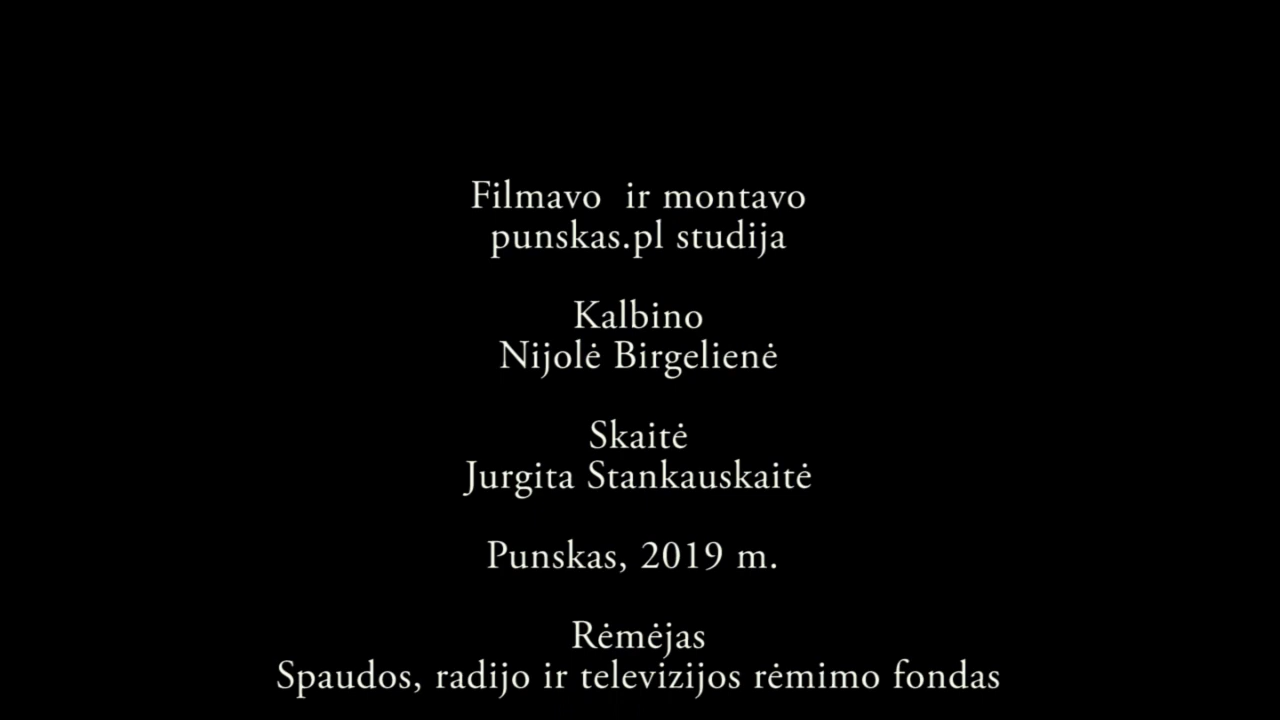 Filmavo  ir montavo
punskas.pl studija
Kalbino
Nijolė Birgelienė
Skaitė
Jurgita Stankauskaitė
Punskas, 2019 m.
Rėmėjas
Spaudos, radijo ir televizijos rėmimo fondas